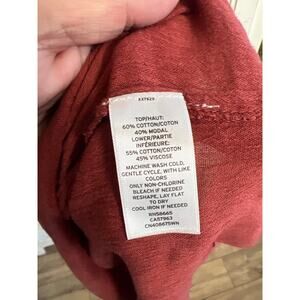 TOP/HAUT:
60% COTTON/COTON
40% MODAL
LOWER/PARTIE
INFÉRIEURE:
55% COTTON/COTON
45% VISCOSE
MACHINE WASH COLD,
GENTLE CYCLE, WITH LIKE
COLORS
ONLY NON-CHLORINE
BLEACH IF NEEDED
RESHAPE, LAY FLAT
TO DRY
COOL IRON IF NEEDED
RN58665
CA57963